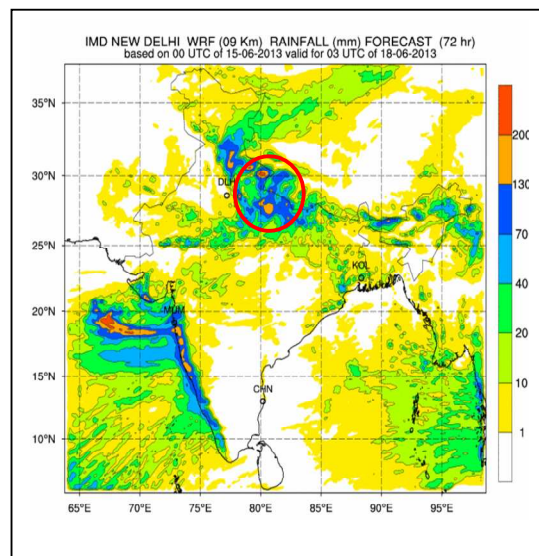 IMD NEW DELHI WRF (09 Km) RAINFALL (mm) FORECAST (72 hr)
based on 00 UTC of 15-06-2013 valid for 03 UTC of 18-06-2013
35°N
30°N
25°N
20°N
15°N
10°N
DLH
KOL
MUM
CHN
65°E 70°E 75°E 80°E 85°E 90°E 95°E
200
130
70
40
20
10
1